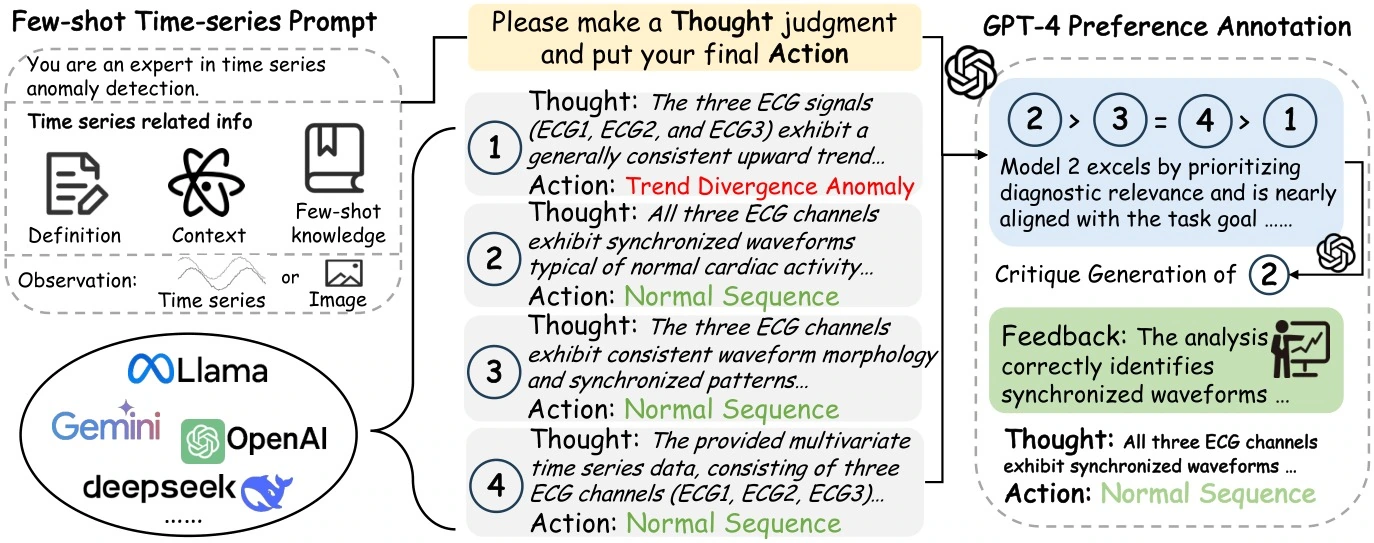 Few-shot Time-series Prompt
You are an expert in time series
anomaly detection.
Time series related info
Definition
Context
Few-shot
knowledge
Observation:
Time series
or
Image
Llama
Gemini
OpenAI
deepseek
......
Please make a Thought judgment
and put your final Action
1
Thought: The three ECG signals
(ECG1, ECG2, and ECG3) exhibit a
generally consistent upward trend...
Action: Trend Divergence Anomaly
2
Thought: All three ECG channels
exhibit synchronized waveforms
typical of normal cardiac activity...
Action: Normal Sequence
3
Thought: The three ECG channels
exhibit consistent waveform morphology
and synchronized patterns...
Action: Normal Sequence
4
Thought: The provided multivariate
time series data, consisting of three
ECG channels (ECG1, ECG2, ECG3)...
Action: Normal Sequence
GPT-4 Preference Annotation
2 > 3 = 4 > 1
Model 2 excels by prioritizing
diagnostic relevance and is nearly
aligned with the task goal ......
Critique Generation of 2
Feedback: The analysis
correctly identifies
synchronized waveforms ...
Thought: All three ECG channels
exhibit synchronized waveforms ...
Action: Normal Sequence